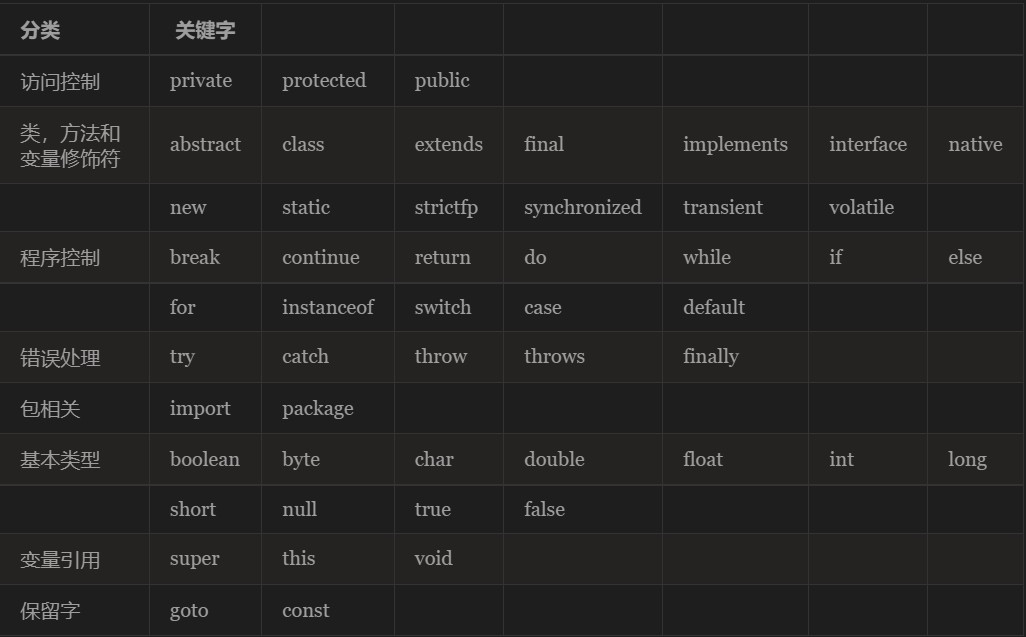 分类 关键字
访问控制 private protected public
类，方法和
变量修饰符 abstract class extends final implements interface native
new static strictfp synchronized transient volatile
程序控制 break continue return do while if else
for instanceof switch case default
错误处理 try catch throw throws finally
包相关 import package
基本类型 boolean byte char double float int long
short null true false
变量引用 super this void
保留字 goto const